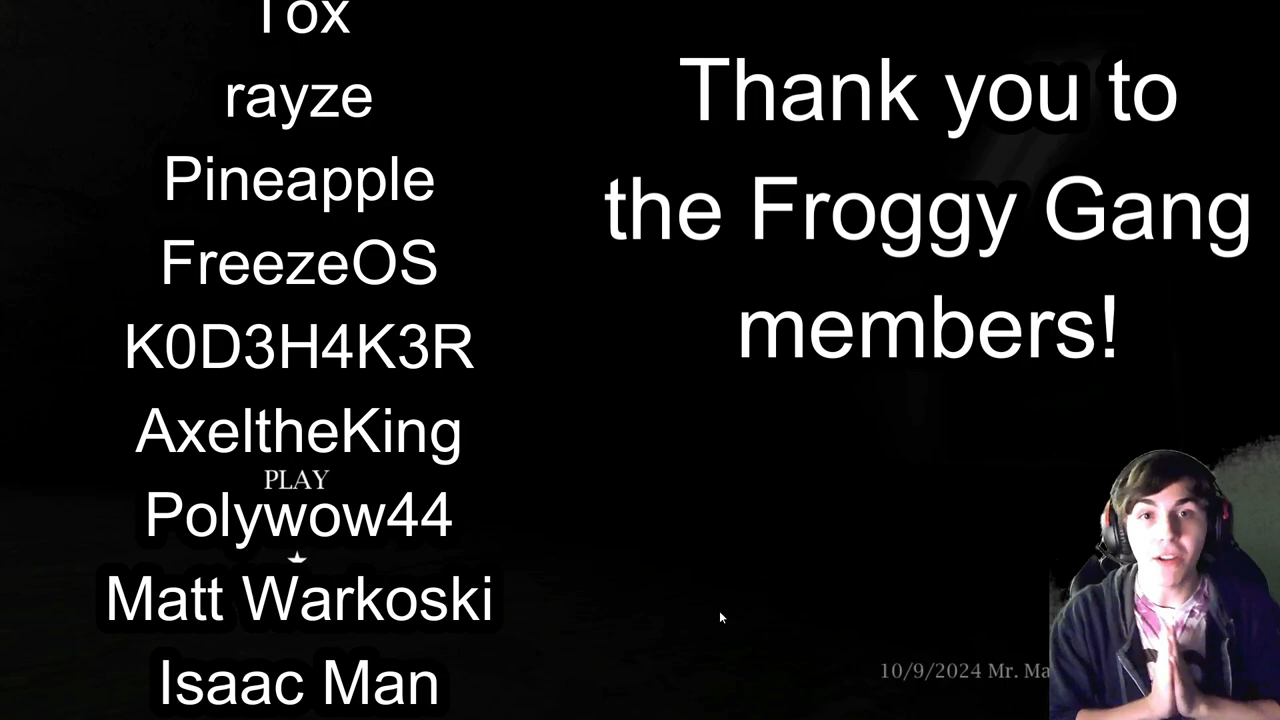 Tox
rayze
Pineapple
FreezeOS
K0D3H4K3R
AxeltheKing
PLAY
Polywow44
Matt Warkoski
Isaac Man
Thank you to
the Froggy Gang
members!
10/9/2024 Mr. Ma